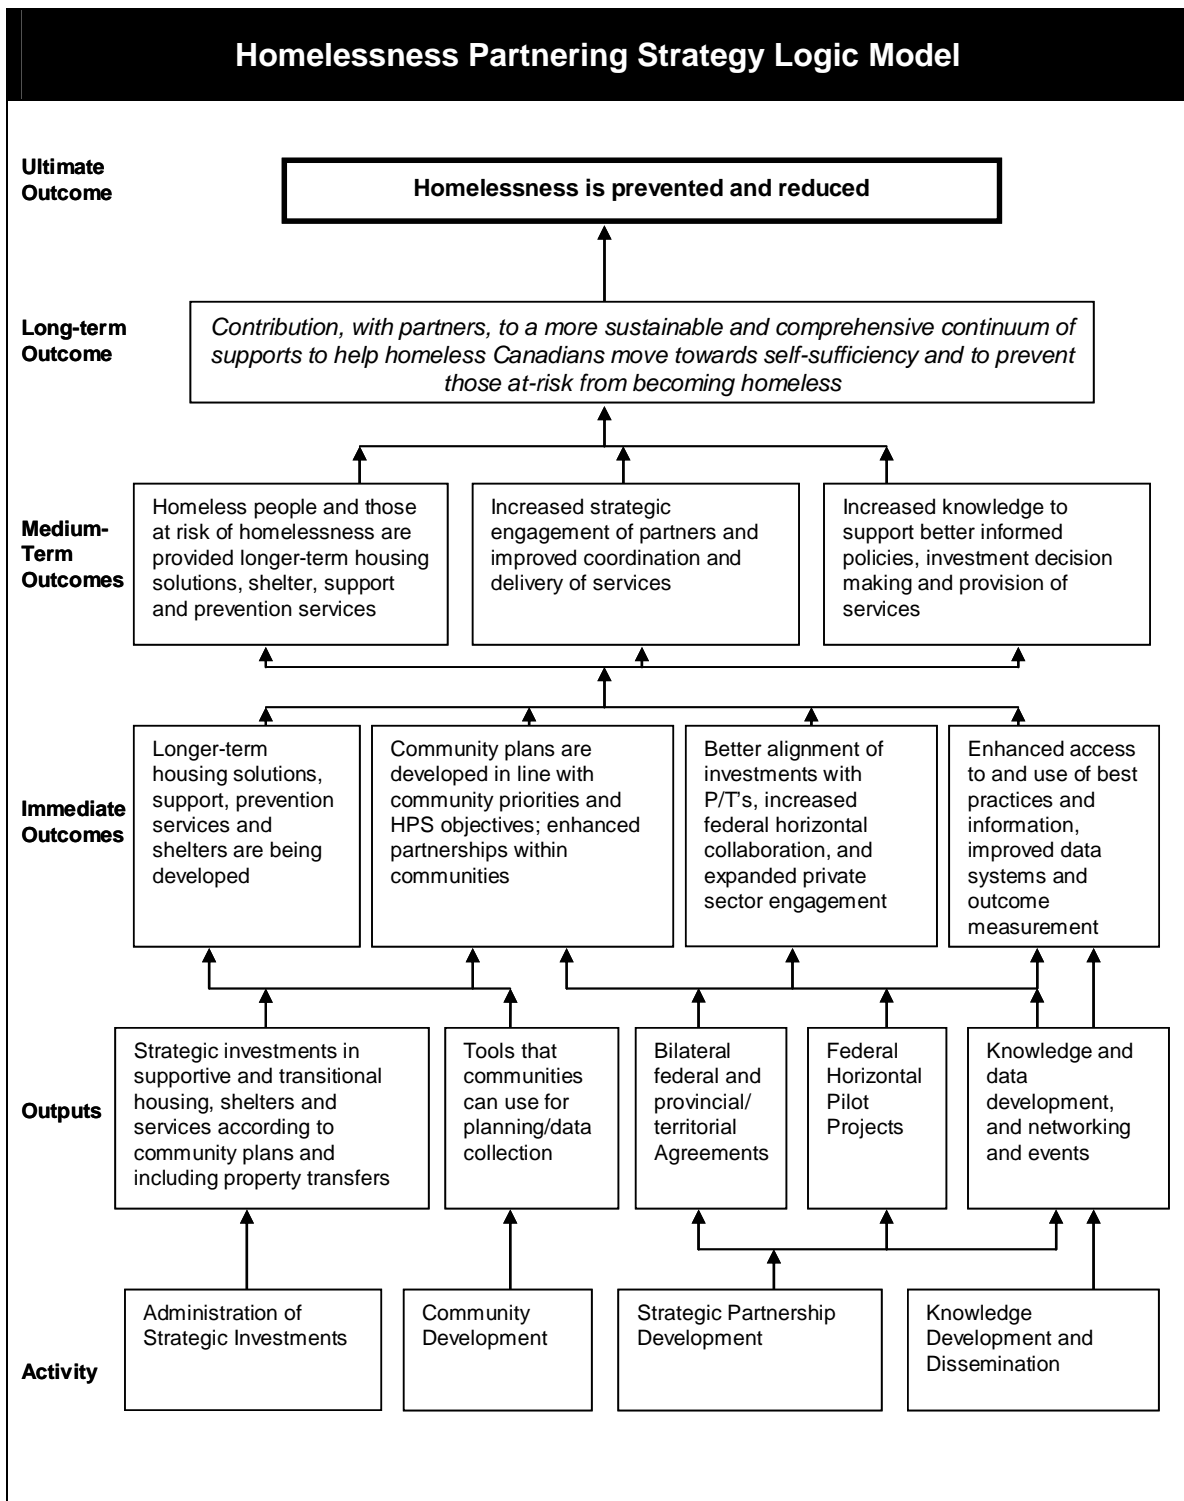 Homelessness Partnering Strategy Logic Model
Ultimate
Outcome
Homelessness is prevented and reduced
Long-term
Outcome
Contribution, with partners, to a more sustainable and comprehensive continuum of
supports to help homeless Canadians move towards self-sufficiency and to prevent
those at-risk from becoming homeless
Medium-
Term
Outcomes
Homeless people and those
at risk of homelessness are
provided longer-term housing
solutions, shelter, support
and prevention services
Increased strategic
engagement of partners and
improved coordination and
delivery of services
Increased knowledge to
support better informed
policies, investment decision
making and provision of
services
Immediate
Outcomes
Longer-term
housing solutions,
support, prevention
services and
shelters are being
developed
Community plans are
developed in line with
community priorities and
HPS objectives; enhanced
partnerships within
communities
Better alignment of
investments with
P/T's, increased
federal horizontal
collaboration, and
expanded private
sector engagement
Enhanced access
to and use of best
practices and
information,
improved data
systems and
outcome
measurement
Outputs
Strategic investments in
supportive and transitional
housing, shelters and
services according to
community plans and
including property transfers
Tools that
communities
can use for
planning/data
collection
Bilateral
federal and
provincial/
territorial
Agreements
Federal
Horizontal
Pilot
Projects
Knowledge and
data
development,
and networking
and events
Activity
Administration of
Strategic Investments
Community
Development
Strategic Partnership
Development
Knowledge
Development and
Dissemination